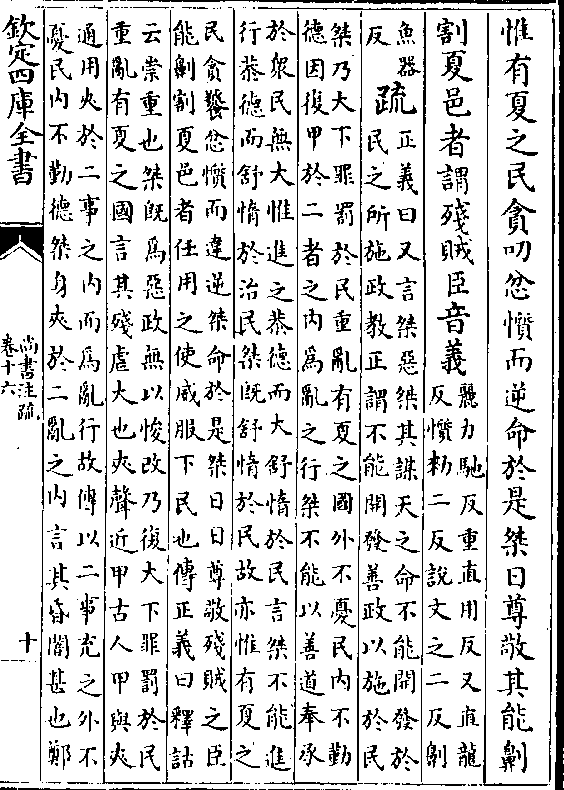 惟有夏之民貪叨忿懫而逆命於是桀日尊敬其能劓
割夏邑者謂殘賊臣音義
麗力馳反重直用反又直龍
反懫勑二反說文之二反劓
魚器
反
疏
正義曰又言桀惡桀其謀天之命不能開發於
民之所施政教正謂不能開發善政以施於民
桀乃大下罪罰於民重亂有夏之國外不憂民内不勤
德因復甲於二者之内為亂之行桀不能以善道奉承
於衆民無大惟進之恭德而大舒惰於民言桀不能進
行恭德而舒惰於治民桀旣舒惰於民故亦惟有夏之
民貪饕忿懫而違逆桀命於是桀日日尊敬殘賊之臣
能劓割夏邑者任用之使威服下民也傳正義曰釋詁
云崇重也桀旣為惡政無以悛改乃復大下罪罰於民
重亂有夏之國言其殘虐大也夾聲近甲古人甲與夾
通用夾於二事之内而為亂行故傳以二事充之外不
憂民内不勤德桀身夾於二亂之内言其昏闇甚也鄭
欽定四庫全書
尚書注疏
卷十六
十